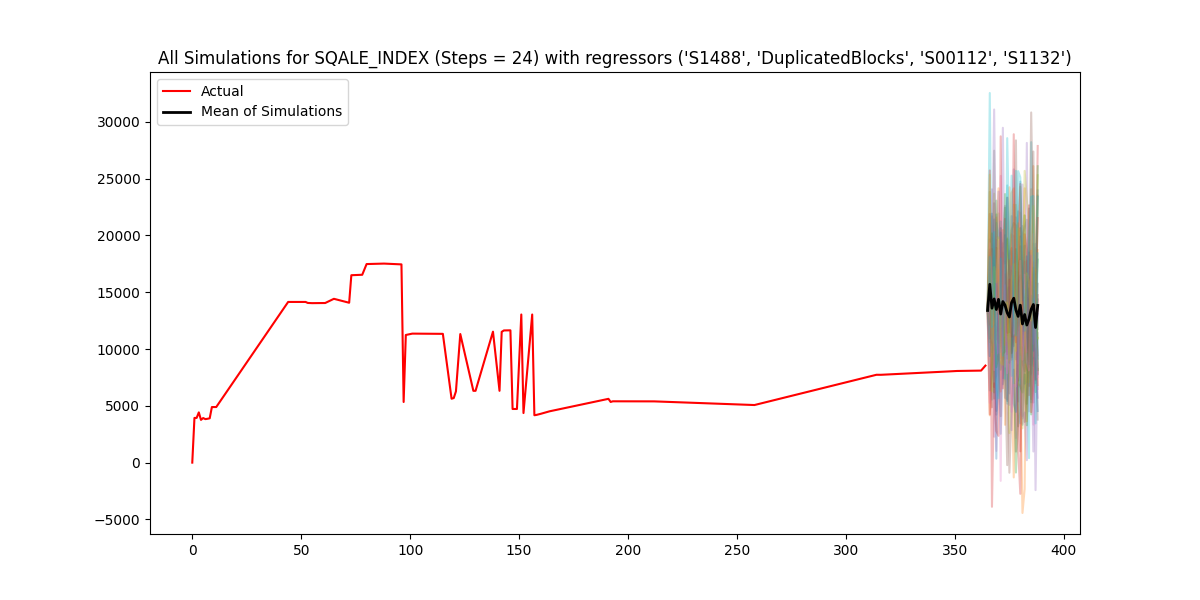 All Simulations for SQALE_INDEX (Steps = 24) with regressors ('S1488', 'DuplicatedBlocks', 'S00112', 'S1132')
Actual
Mean of Simulations
30000
25000
20000
15000
10000
5000
0
−5000
0 50 100 150 200 250 300 350 400